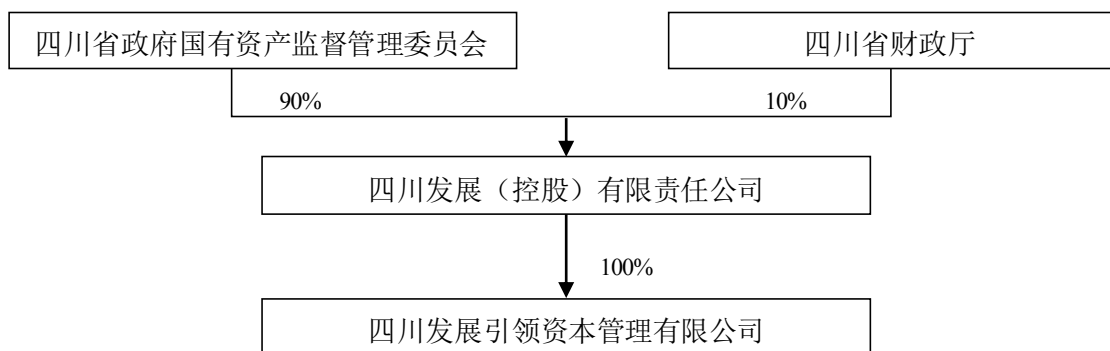 四川省政府国有资产监督管理委员会
四川省财政厅
90%
10%
四川发展（控股）有限责任公司
100%
四川发展引领资本管理有限公司